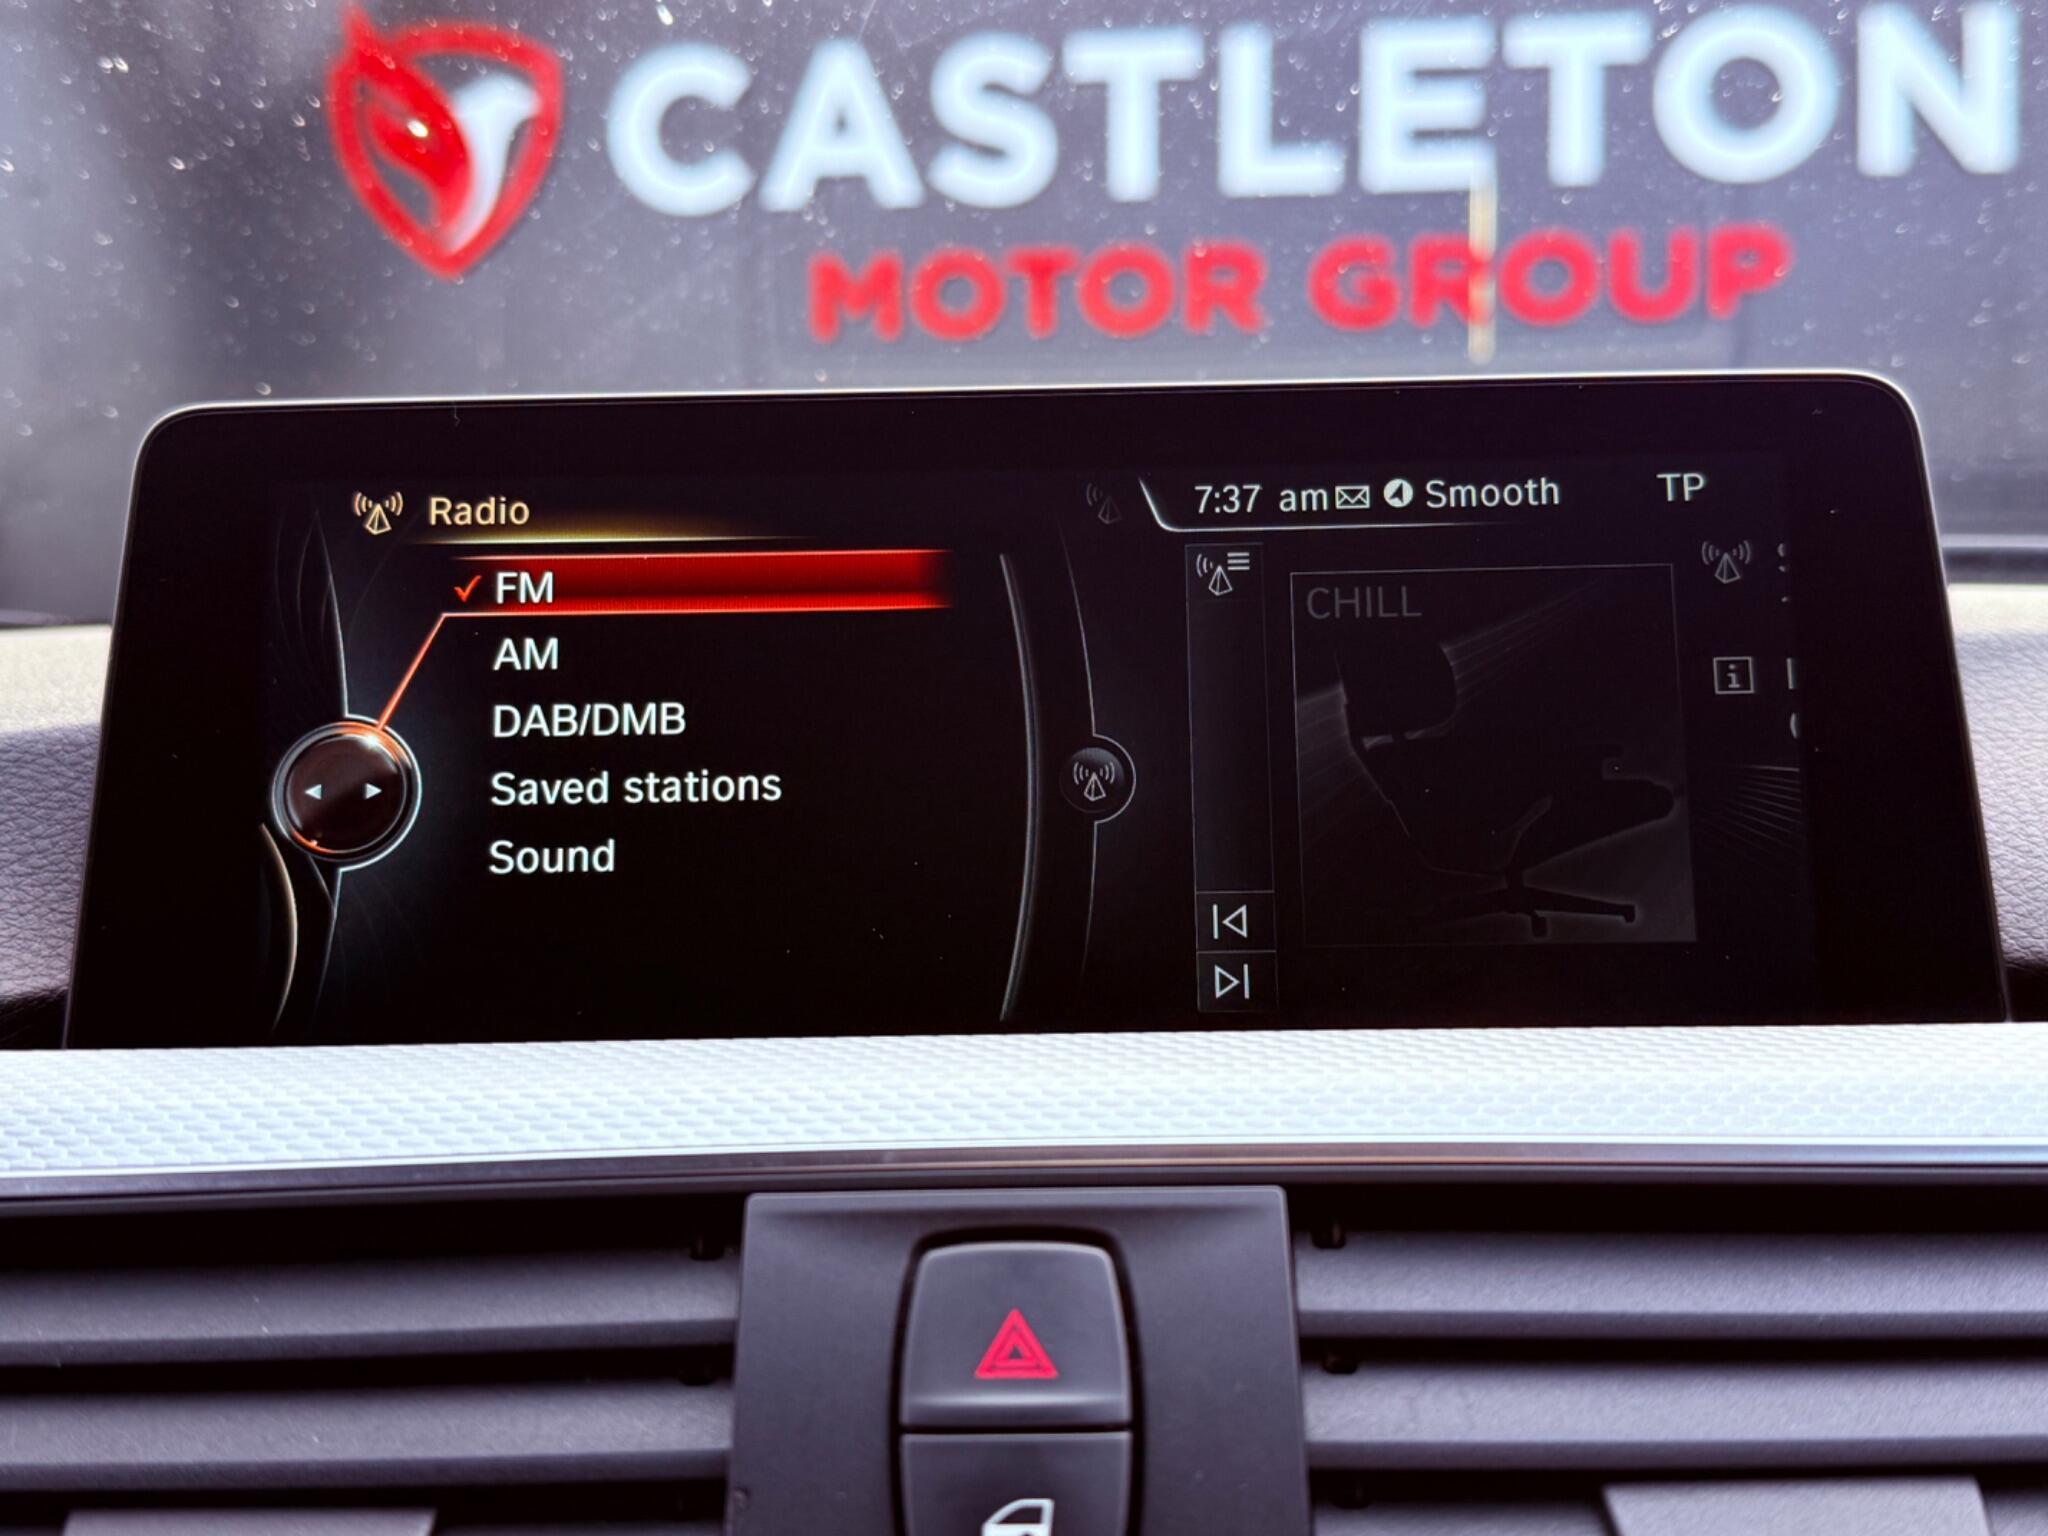 CASTLETON
MOTOR GROUP
Radio
7:37 am Smooth TP
FM
AM
DAB/DMB
Saved stations
Sound
CHILL